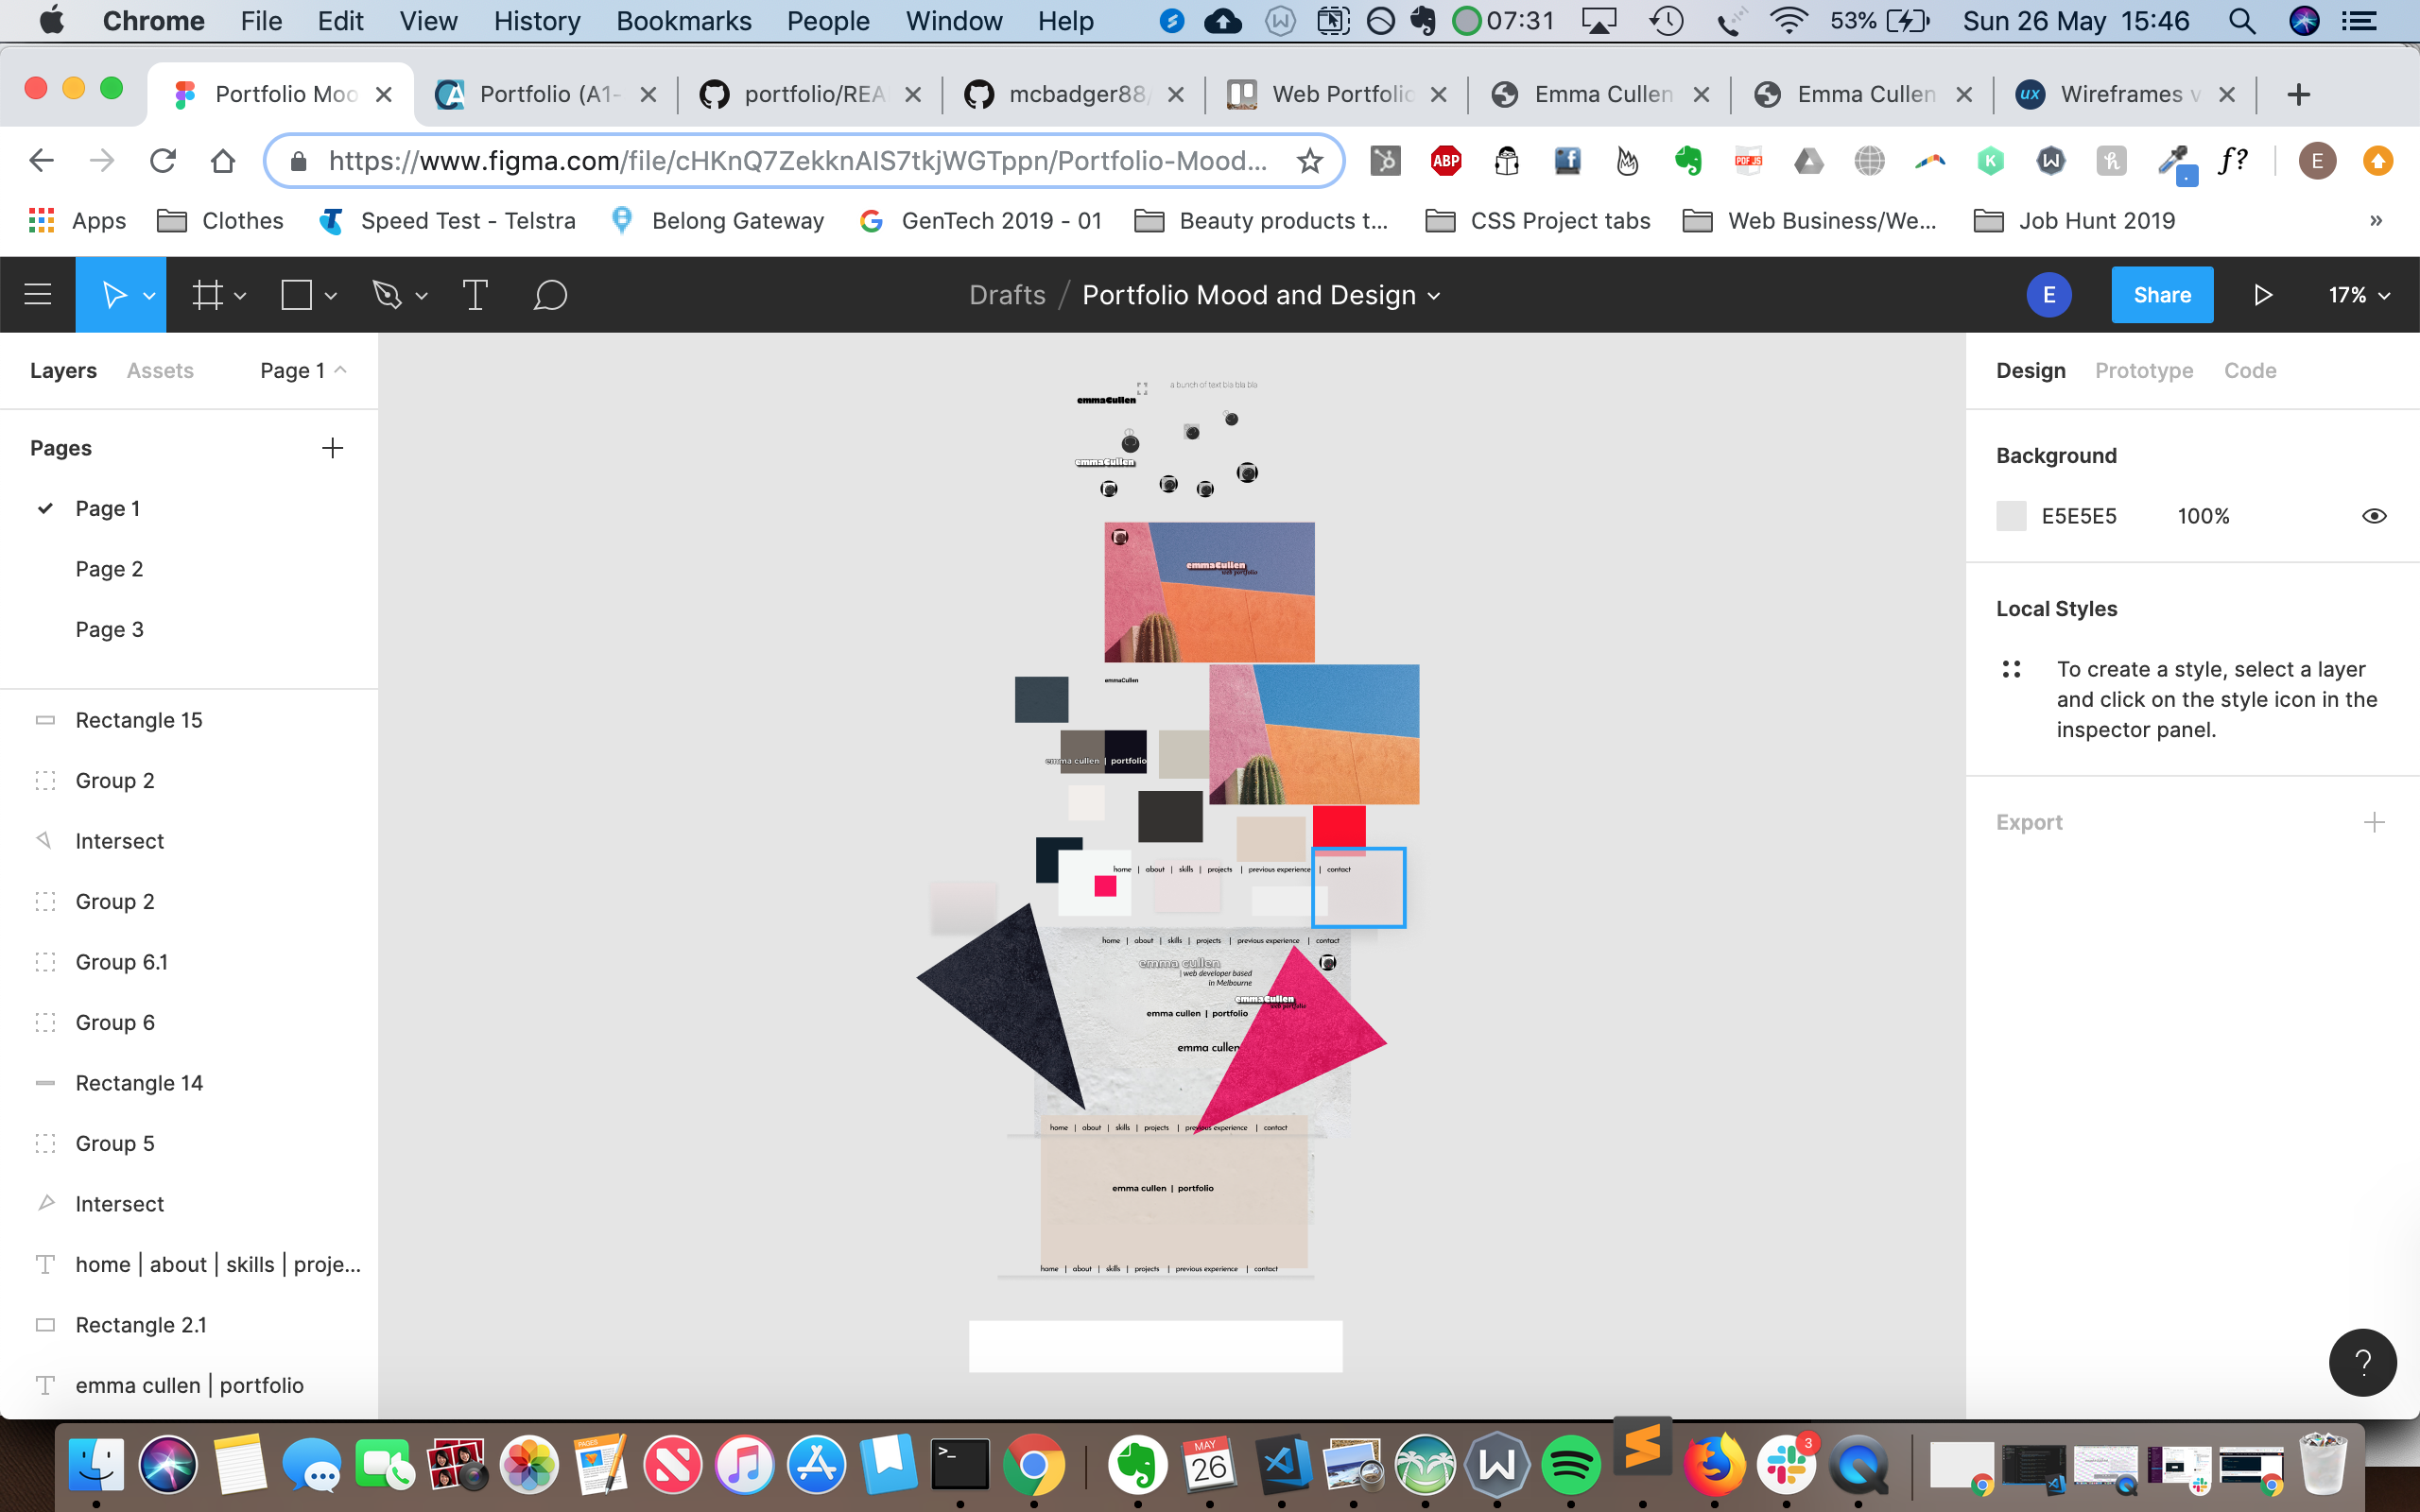 Chrome File Edit View History Bookmarks People Window Help 07:31 53% Sun 26 May 15:46
Portfolio Moo Portfolio (A1- portfolio/REA mcbadger88/ Web Portfolio Emma Cullen Emma Cullen ux Wireframes v
https://www.figma.com/file/cHKnQ7ZekknAIS7tkjWGTppn/Portfolio-Mood... ABP PDF JS f? E
Apps Clothes Speed Test - Telstra Belong Gateway GenTech 2019 - 01 Beauty products t... CSS Project tabs Web Business/We... Job Hunt 2019 »
Drafts / Portfolio Mood and Design E Share 17%
Layers Assets Page 1
Design Prototype Code
Pages
Page 1
Page 2
Page 3
Rectangle 15
Group 2
Intersect
Group 2
Group 6.1
Group 6
Rectangle 14
Group 5
Intersect
home | about | skills | proje...
Rectangle 2.1
emma cullen | portfolio
a bunch of text bla bla bla
emmaCullen
emmaCullen
emmaCullen
web portfolio
emmaCullen
emma cullen | portfolio
home | about | skills | projects | previous experience | contact
home | about | skills | projects | previous experience | contact
emma cullen
| web developer based
in Melbourne
emmaCullen
web portfolio
emma cullen | portfolio
emma cullen
home | about | skills | projects | previous experience | contact
emma cullen | portfolio
home | about | skills | projects | previous experience | contact
Background
E5E5E5 100%
Local Styles
To create a style, select a layer
and click on the style icon in the
inspector panel.
Export
?
PAGES MAY 26 3